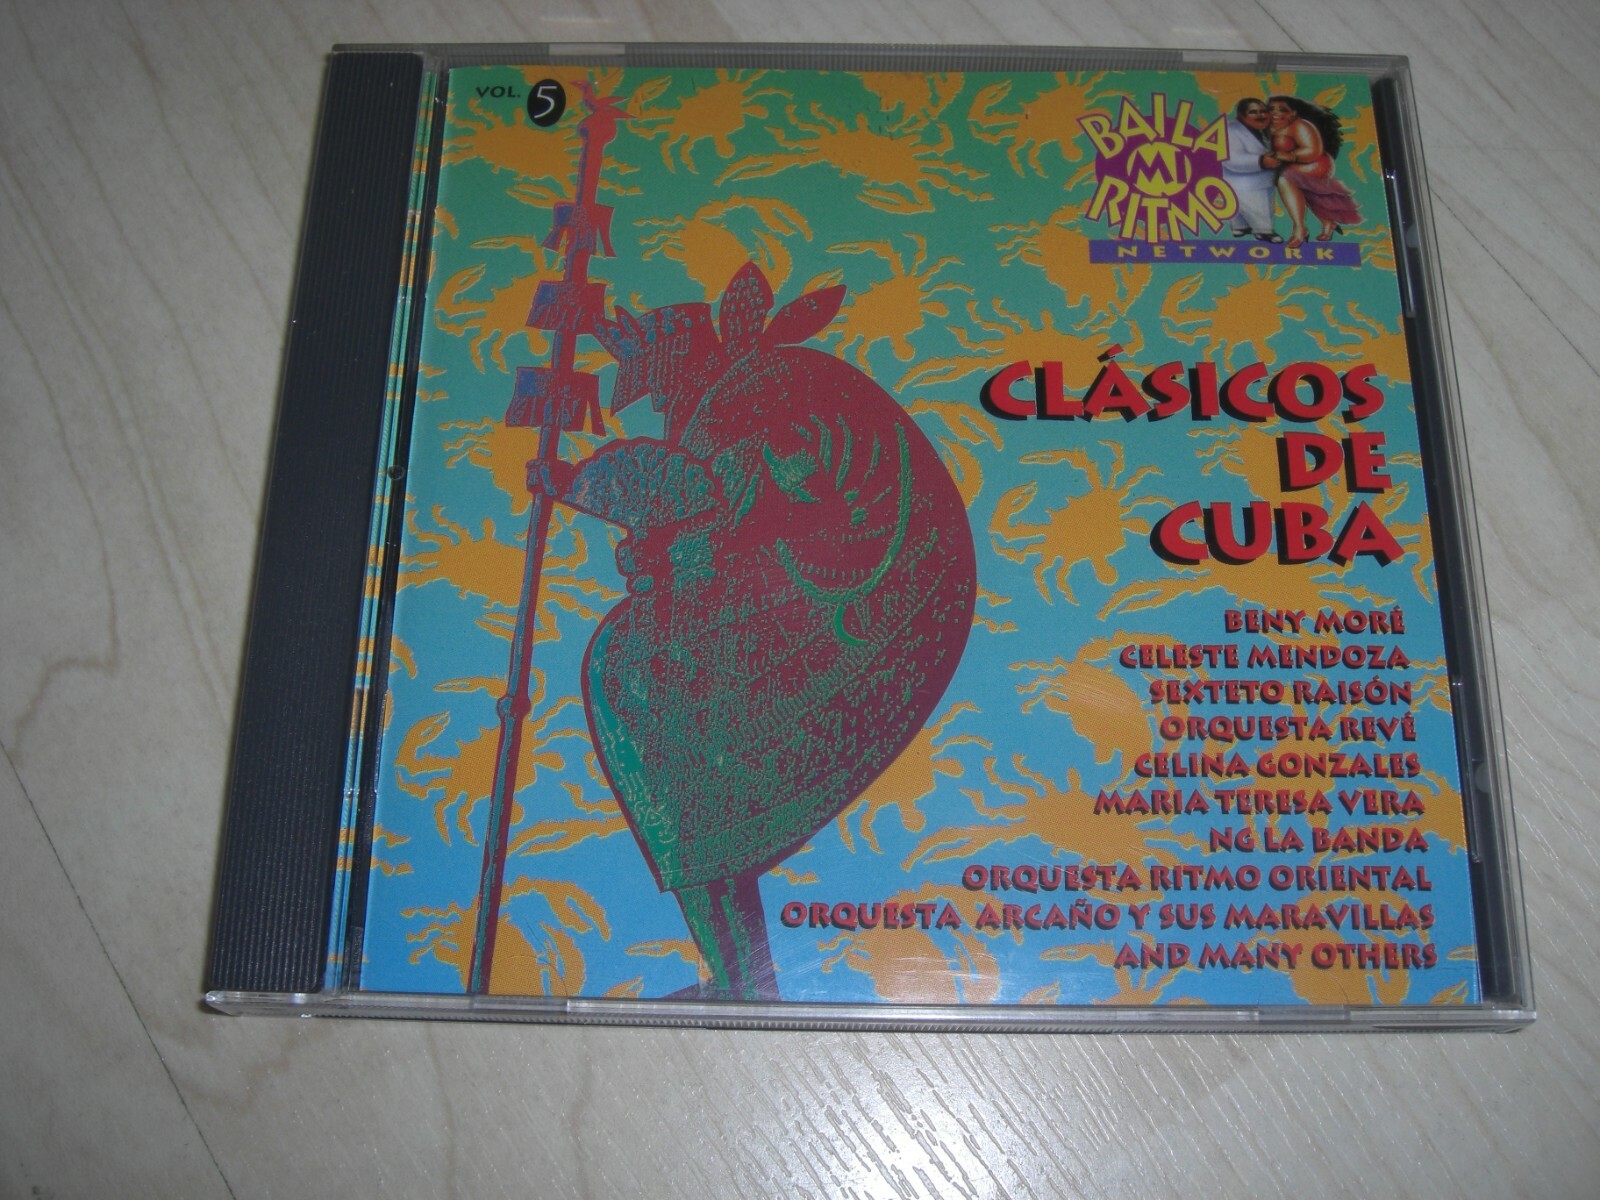 VOL. 5
BAILA
MI
RITMO
NETWORK
CLÁSICOS
DE
CUBA
BENY MORÉ
CELESTE MENDOZA
SEXTETO RAISÓN
ORQUESTA REVÉ
CELINA GONZALES
MARIA TERESA VERA
NG LA BANDA
ORQUESTA RITMO ORIENTAL
ORQUESTA ARCAÑO Y SUS MARAVILLAS
AND MANY OTHERS